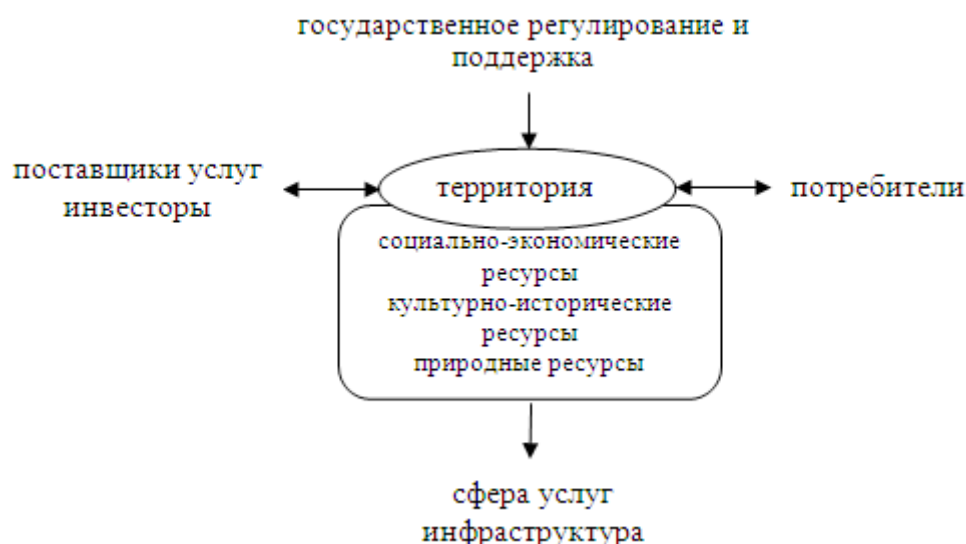 государственное регулирование и
поддержка
поставщики услуг
инвесторы
территория
потребители
социально-экономические
ресурсы
культурно-исторические
ресурсы
природные ресурсы
сфера услуг
инфраструктура